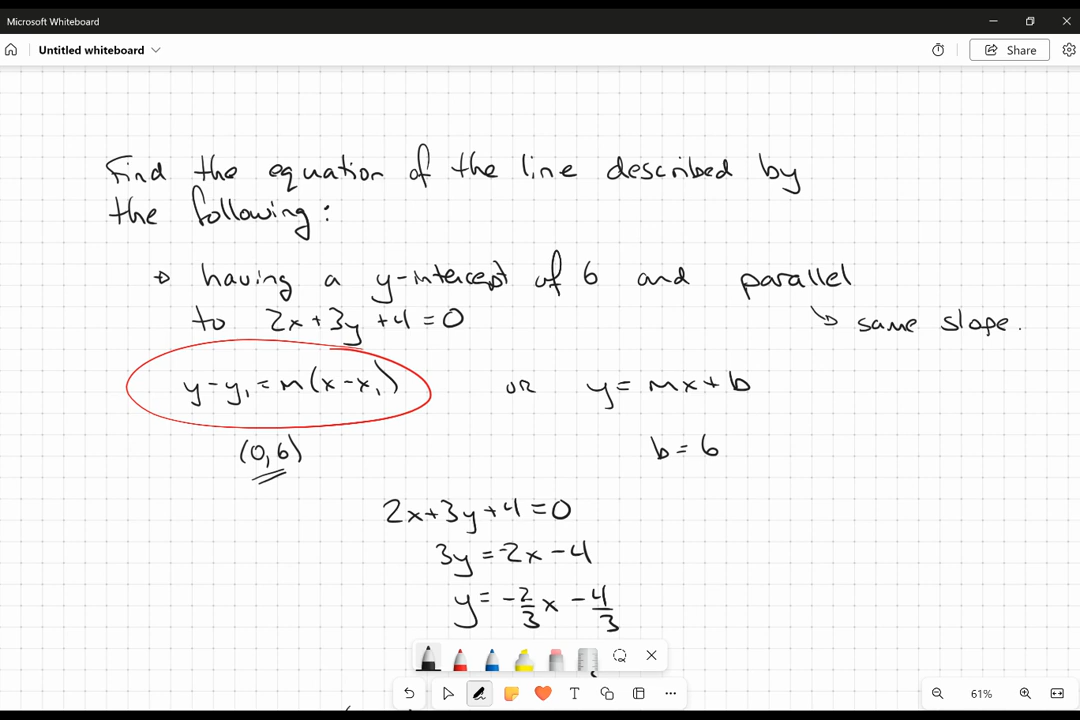 Microsoft Whiteboard
Untitled whiteboard
Share
Find the equation of the line described by
the following:
→ having a y-intercept of 6 and parallel
to 2x+3y+4=0
↳ same slope.
y-y₁=m(x-x₁) or y=mx+b
(0,6) b=6
2x+3y+4=0
3y=-2x-4
y=-2/3x-4/3
T
61%